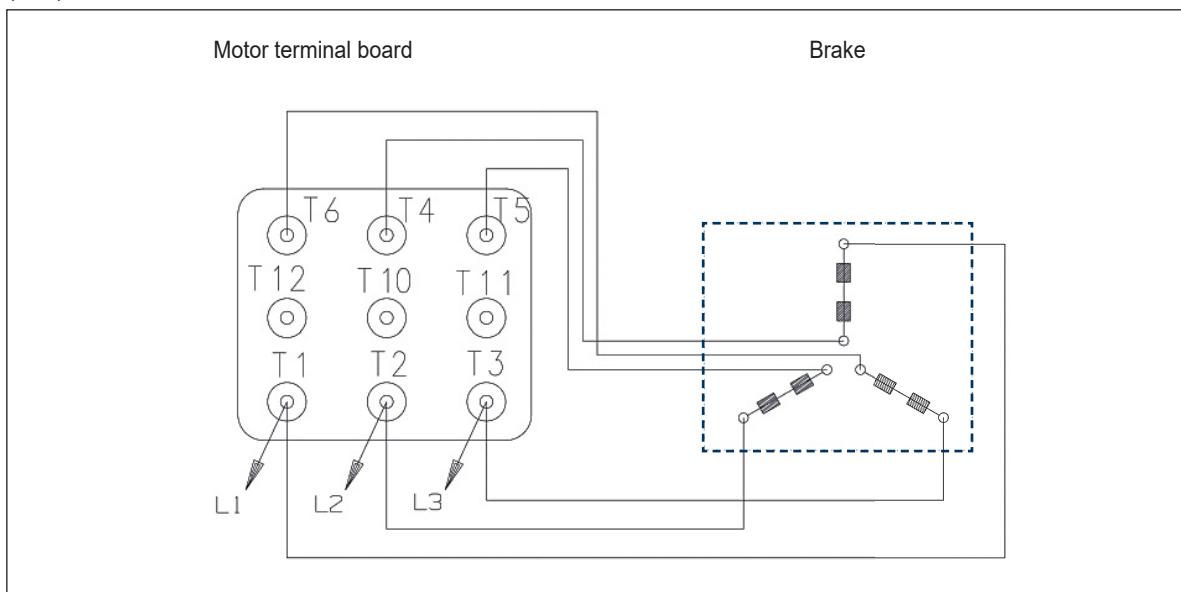 Motor terminal board Brake
T6 T4 T5
T12 T10 T11
T1 T2 T3
L1 L2 L3